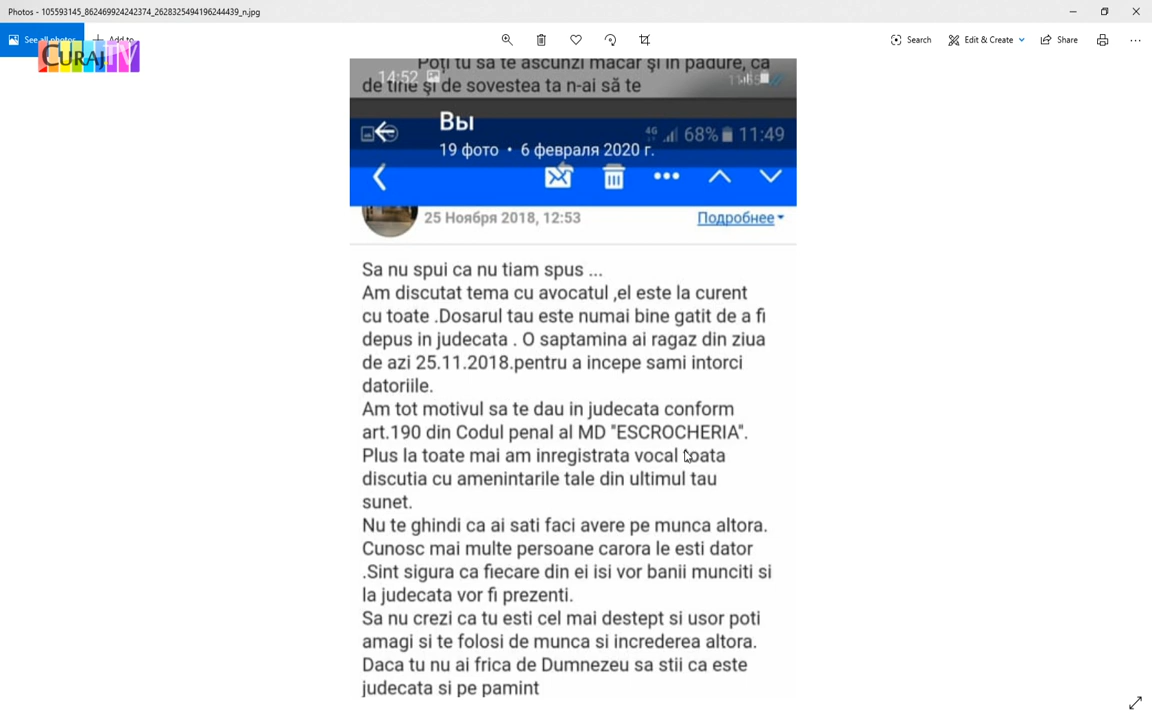 Photos - 105593145_862469924242374_2628325494196244439_n.jpg
See all photos
Add to
CURAJ TV
Search
Edit & Create
Share
Poți tu să te ascunzi măcar și în pădure, că
de tine și de sovestea ta n-ai să te
14:52
Вы
4G 68% 11:49
19 фото • 6 февраля 2020 г.
25 Ноября 2018, 12:53
Подробнее
Sa nu spui ca nu tiam spus ...
Am discutat tema cu avocatul ,el este la curent
cu toate .Dosarul tau este numai bine gatit de a fi
depus in judecata . O saptamina ai ragaz din ziua
de azi 25.11.2018.pentru a incepe sami intorci
datoriile.
Am tot motivul sa te dau in judecata conform
art.190 din Codul penal al MD "ESCROCHERIA".
Plus la toate mai am inregistrata vocal toata
discutia cu amenintarile tale din ultimul tau
sunet.
Nu te ghindi ca ai sati faci avere pe munca altora.
Cunosc mai multe persoane carora le esti dator
.Sint sigura ca fiecare din ei isi vor banii munciti si
la judecata vor fi prezenti.
Sa nu crezi ca tu esti cel mai destept si usor poti
amagi si te folosi de munca si increderea altora.
Daca tu nu ai frica de Dumnezeu sa stii ca este
judecata si pe pamint